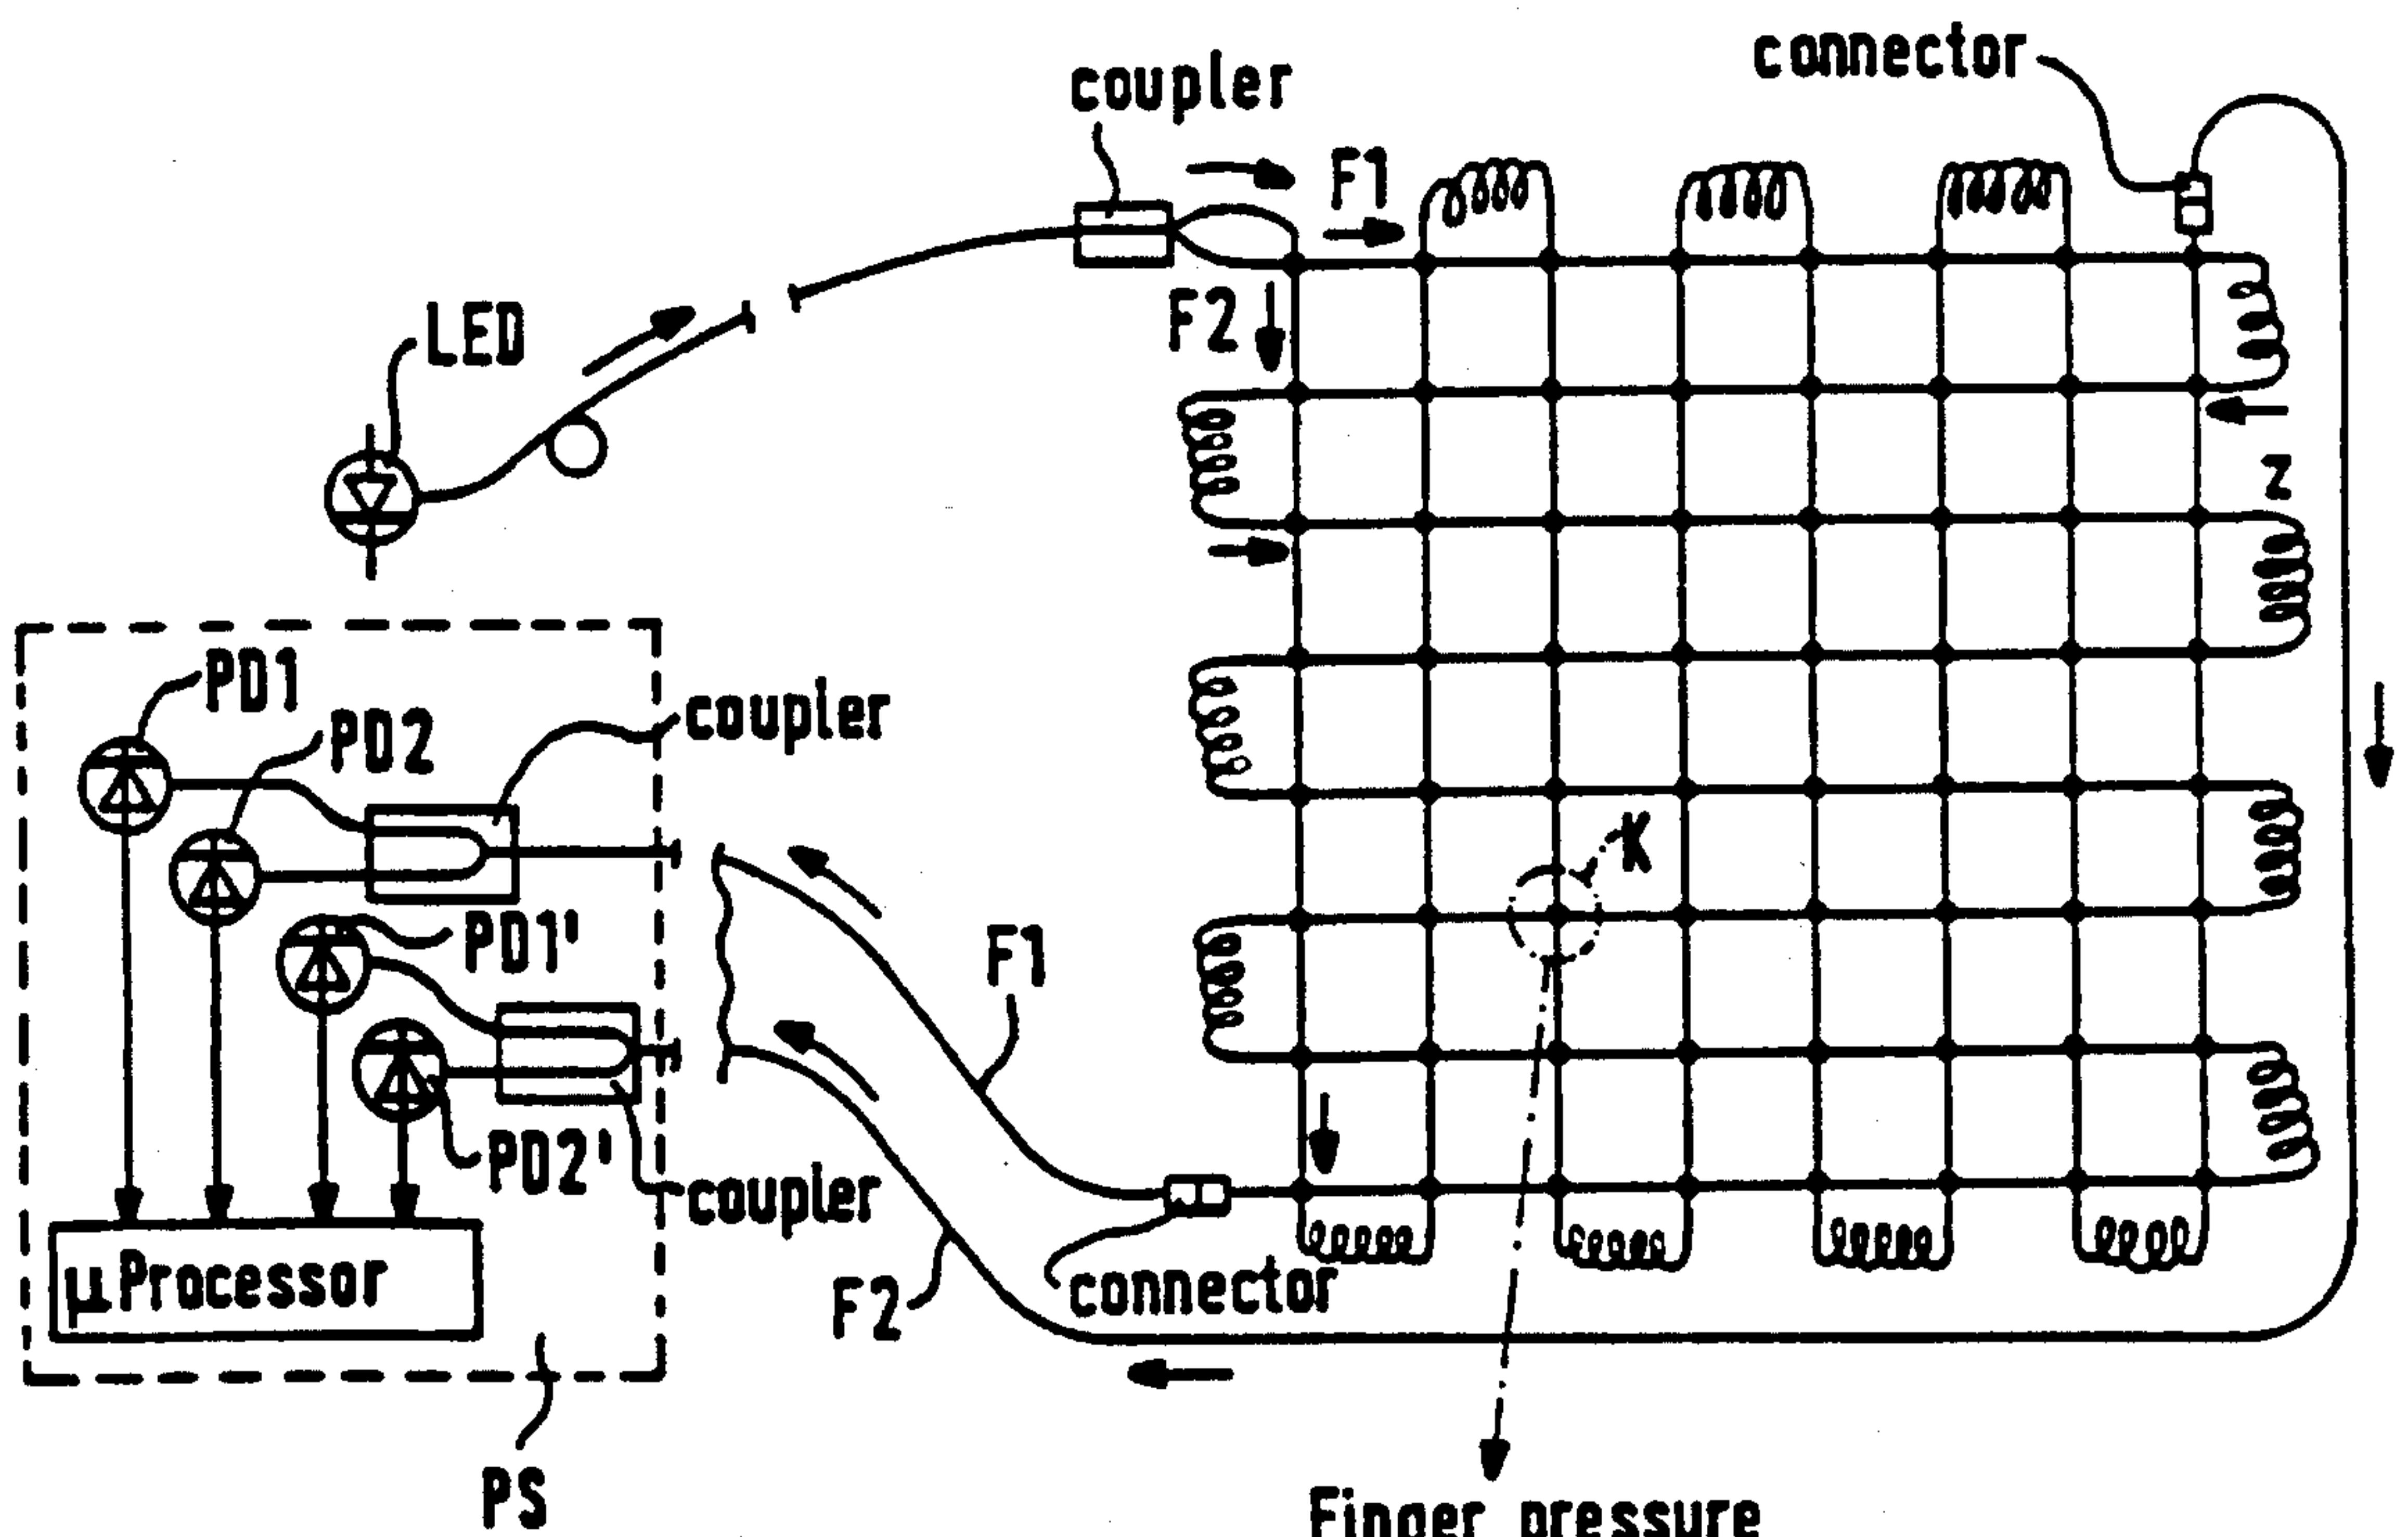 connector
coupler
F1
F2
LED
Z
PD1
PD2
coupler
K
PD1'
F1
PD2'
coupler
µProcessor
F2
connector
PS
Finger pressure